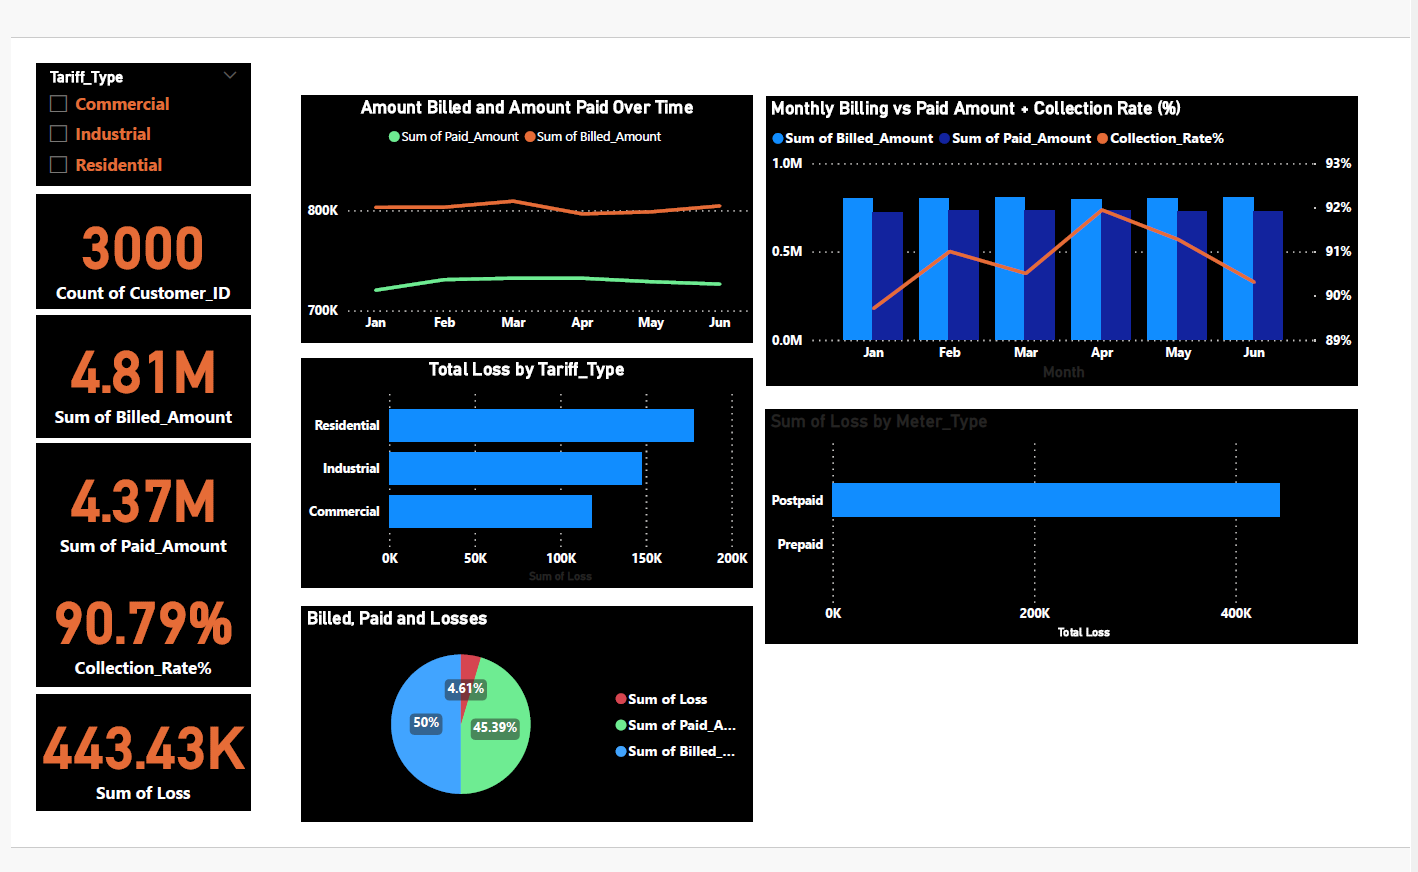 Tariff_Type
Commercial
Industrial
Residential
3000
Count of Customer_ID
4.81M
Sum of Billed_Amount
4.37M
Sum of Paid_Amount
90.79%
Collection_Rate%
443.43K
Sum of Loss
Amount Billed and Amount Paid Over Time
Sum of Paid_Amount Sum of Billed_Amount
800K
700K
Jan Feb Mar Apr May Jun
Total Loss by Tariff_Type
Residential
Industrial
Commercial
0K 50K 100K 150K 200K
Sum of Loss
Billed, Paid and Losses
4.61%
50%
45.39%
Sum of Loss
Sum of Paid_A...
Sum of Billed_...
Monthly Billing vs Paid Amount + Collection Rate (%)
Sum of Billed_Amount Sum of Paid_Amount Collection_Rate%
1.0M 93%
92%
0.5M 91%
90%
0.0M 89%
Jan Feb Mar Apr May Jun
Month
Sum of Loss by Meter_Type
Postpaid
Prepaid
0K 200K 400K
Total Loss